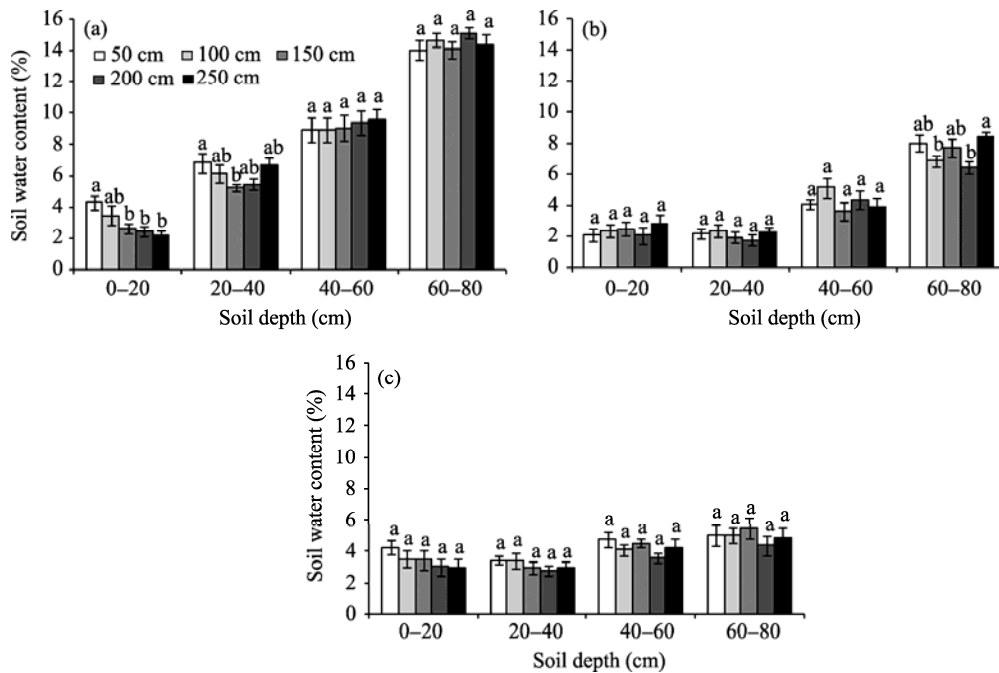 (a)
50 cm 100 cm 150 cm
200 cm 250 cm
Soil water content (%)
16
14
12
10
8
6
4
2
0
a ab b b b
a ab b ab ab
a a a a a
a a a a a
0–20 20–40 40–60 60–80
Soil depth (cm)
(b)
16
14
12
10
8
6
4
2
0
a a a a a
a a a a a
a a a a a
ab b ab b a
0–20 20–40 40–60 60–80
Soil depth (cm)
(c)
Soil water content (%)
16
14
12
10
8
6
4
2
0
a a a a a
a a a a a
a a a a a
a a a a a
0–20 20–40 40–60 60–80
Soil depth (cm)